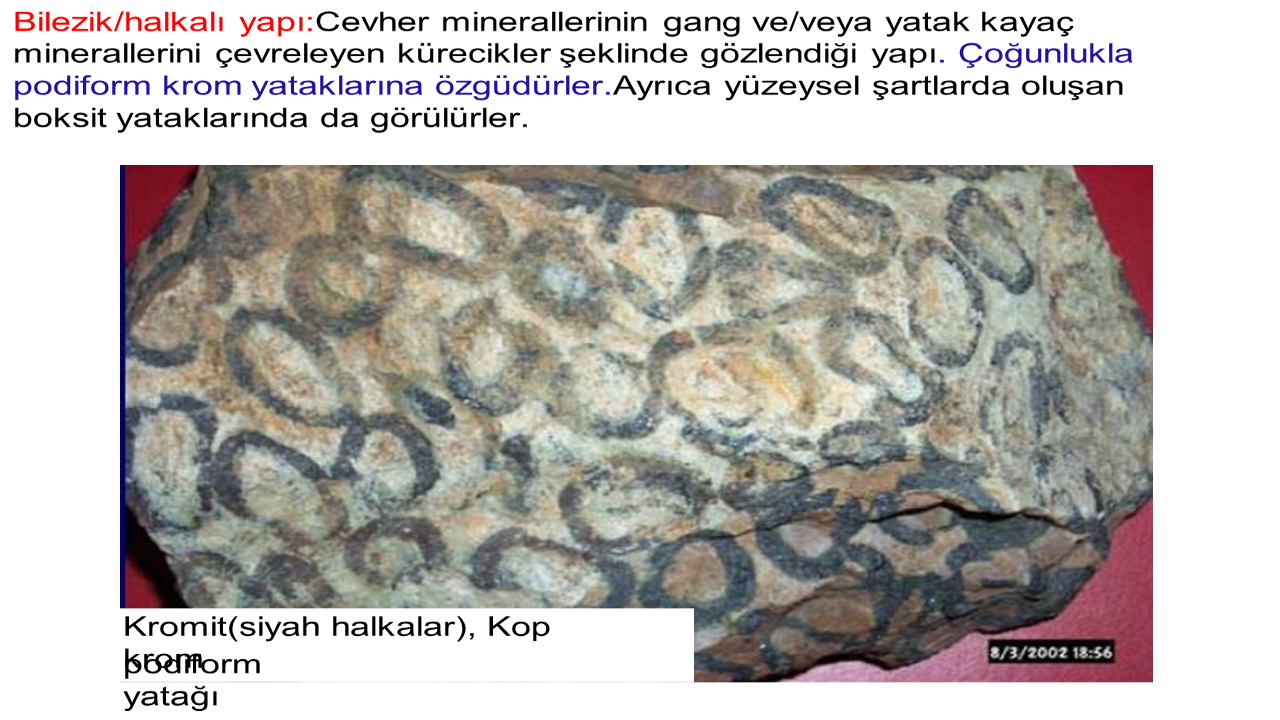 Bilezik/halkalı yapı:Cevher minerallerinin gang ve/veya yatak kayaç
minerallerini çevreleyen kürecikler şeklinde gözlendiği yapı. Çoğunlukla
podiform krom yataklarına özgüdürler.Ayrıca yüzeysel şartlarda oluşan
boksit yataklarında da görülürler.
Kromit(siyah halkalar), Kop
krom
podiform
yatağı
8/3/2002 18:56